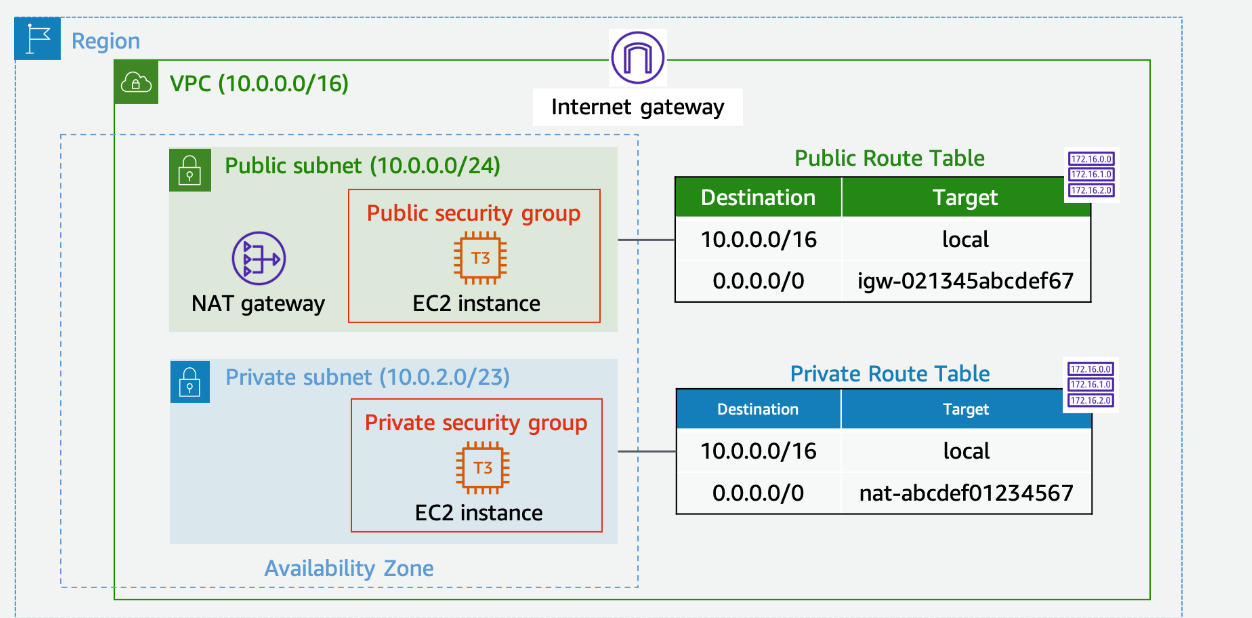 Region
VPC (10.0.0.0/16)
Internet gateway
Public subnet (10.0.0.0/24)
Public security group
T3
NAT gateway
EC2 instance
Public Route Table
172.16.0.0
172.16.1.0
172.16.2.0
Destination Target
10.0.0.0/16 local
0.0.0.0/0 igw-021345abcdef67
Private subnet (10.0.2.0/23)
Private security group
T3
EC2 instance
Private Route Table
172.16.0.0
172.16.1.0
172.16.2.0
Destination Target
10.0.0.0/16 local
0.0.0.0/0 nat-abcdef01234567
Availability Zone